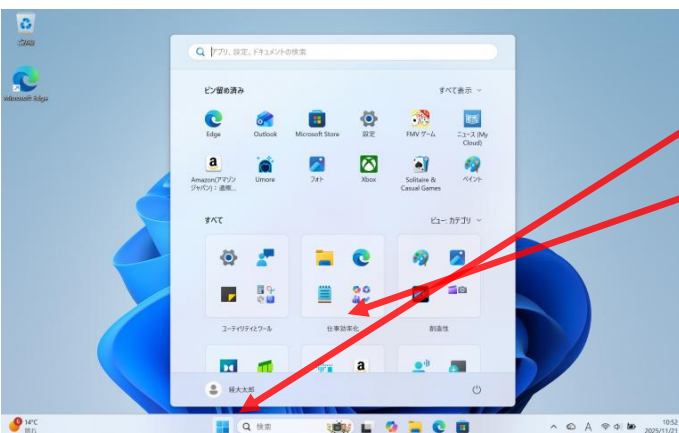 ごみ箱
Microsoft Edge
アプリ、設定、ドキュメントの検索
ピン留め済み
すべて表示
Edge
Outlook
Microsoft Store
設定
FMV ゲーム
ニュース (My
Cloud)
Amazon(アマゾン
ジャパン) : 通販...
Umore
フォト
Xbox
Solitaire &
Casual Games
ペイント
すべて
ビュー: カテゴリ
ユーティリティとツール
仕事効率化
創造性
a
経大太郎
14°C
晴れ
検索
A
10:52
2025/11/21